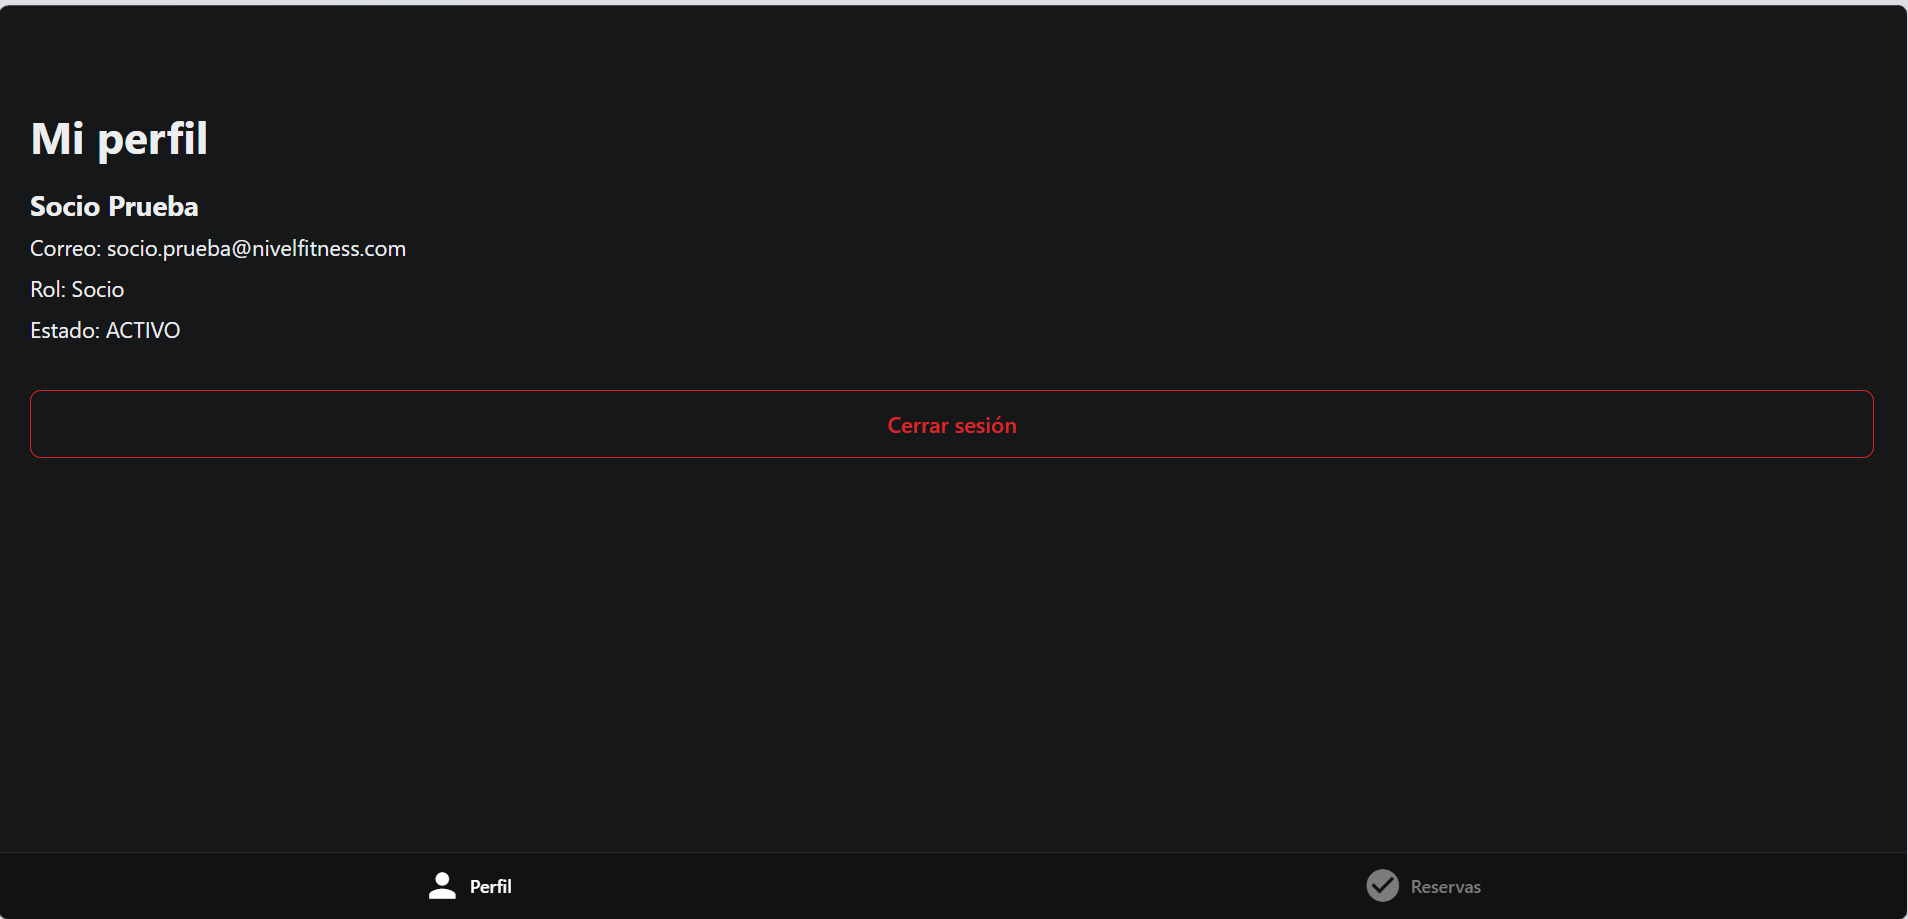 Mi perfil
Socio Prueba
Correo: socio.prueba@nivelfitness.com
Rol: Socio
Estado: ACTIVO
Cerrar sesión
Perfil
Reservas